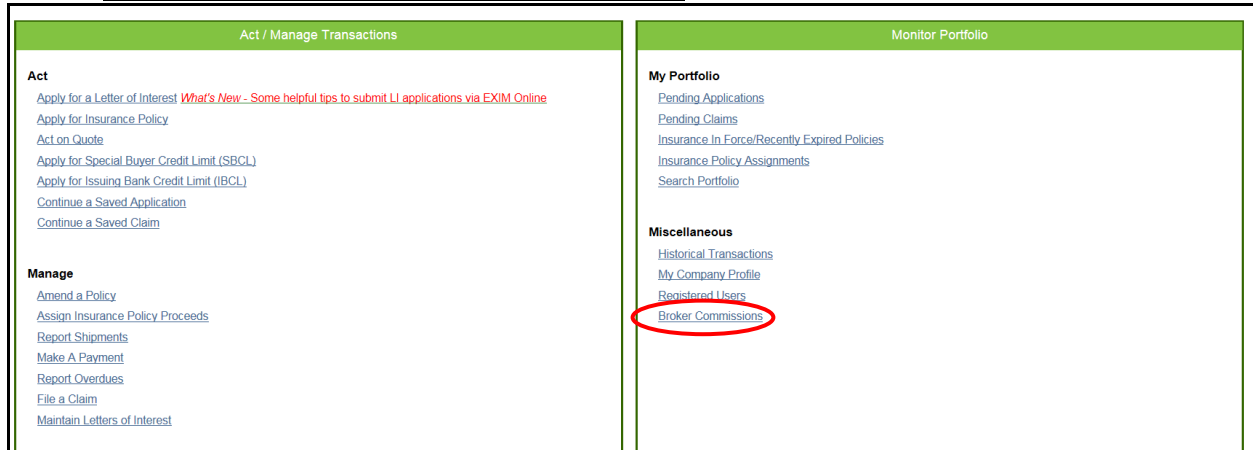 Act / Manage Transactions
Act
Apply for a Letter of Interest What's New - Some helpful tips to submit LI applications via EXIM Online
Apply for Insurance Policy
Act on Quote
Apply for Special Buyer Credit Limit (SBCL)
Apply for Issuing Bank Credit Limit (IBCL)
Continue a Saved Application
Continue a Saved Claim
Manage
Amend a Policy
Assign Insurance Policy Proceeds
Report Shipments
Make A Payment
Report Overdues
File a Claim
Maintain Letters of Interest
Monitor Portfolio
My Portfolio
Pending Applications
Pending Claims
Insurance In Force/Recently Expired Policies
Insurance Policy Assignments
Search Portfolio
Miscellaneous
Historical Transactions
My Company Profile
Registered Users
Broker Commissions